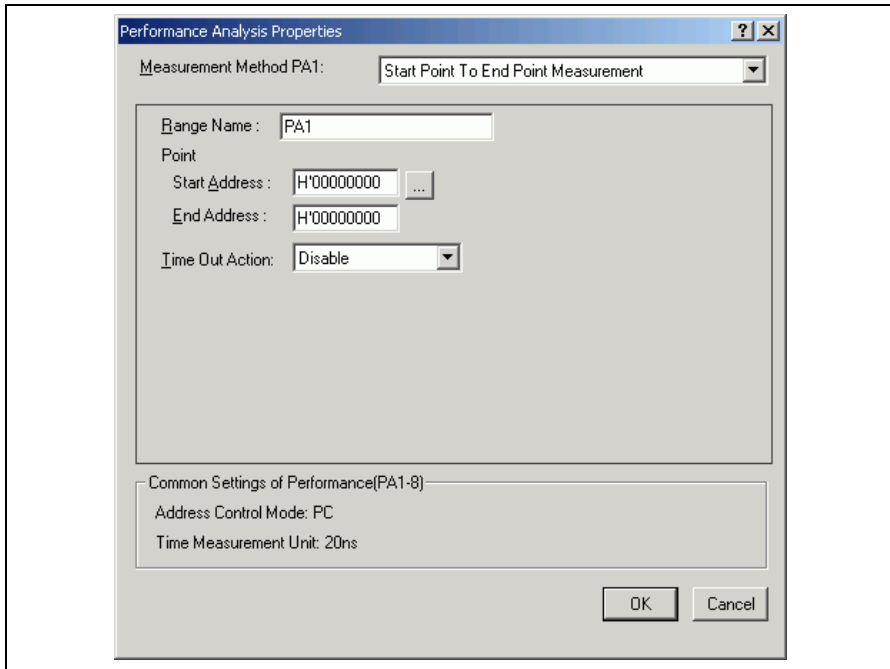 Performance Analysis Properties
Measurement Method PA1: Start Point To End Point Measurement
Range Name : PA1
Point
Start Address : H'00000000 ...
End Address : H'00000000
Time Out Action: Disable
Common Settings of Performance(PA1-8)
Address Control Mode: PC
Time Measurement Unit: 20ns
OK Cancel